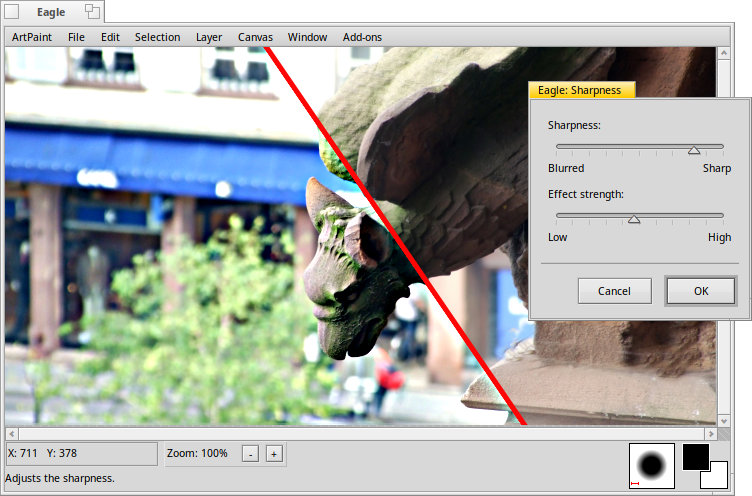 Eagle
ArtPaint File Edit Selection Layer Canvas Window Add-ons
Eagle: Sharpness
Sharpness:
Blurred Sharp
Effect strength:
Low High
Cancel OK
X: 711 Y: 378 Zoom: 100% - +
Adjusts the sharpness.